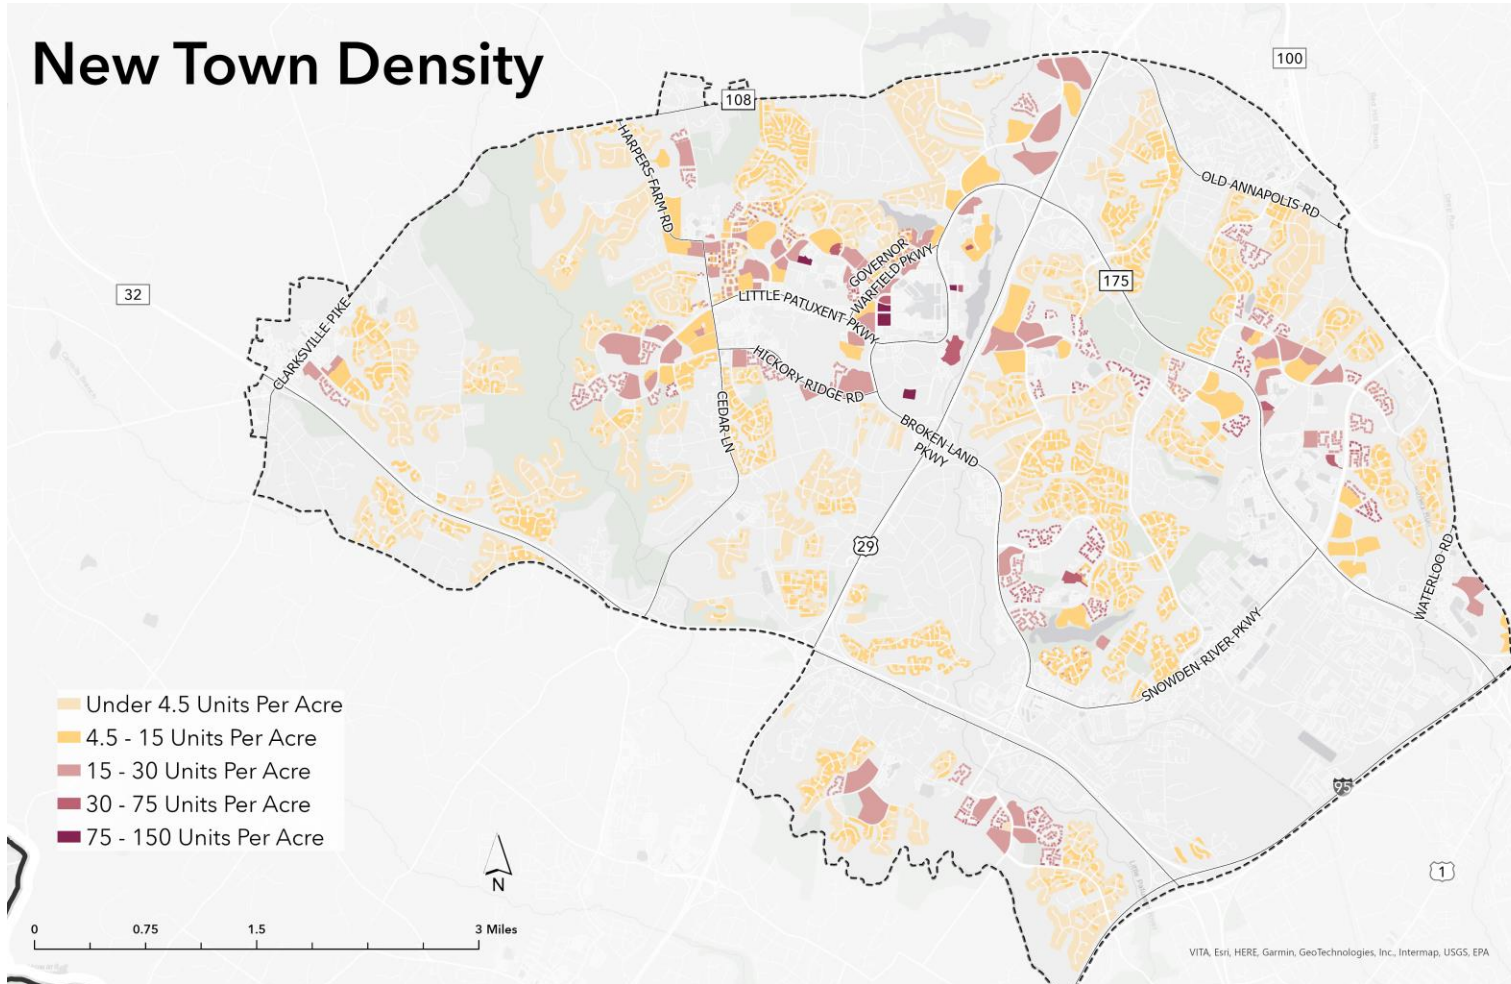 New Town Density
100
108
HARPERS FARM RD
OLD ANNAPOLIS RD
32
175
GOVERNOR
WARFIELD PKWY
CLARKSVILLE PIKE
LITTLE PATUXENT PKWY
HICKORY RIDGE RD
CEDAR LN
BROKEN LAND
PKWY
29
WATERLOO RD
SNOWDEN RIVER PKWY
Under 4.5 Units Per Acre
4.5 - 15 Units Per Acre
15 - 30 Units Per Acre
30 - 75 Units Per Acre
75 - 150 Units Per Acre
95
1
N
0 0.75 1.5 3 Miles
VITA, Esri, HERE, Garmin, GeoTechnologies, Inc., Intermap, USGS, EPA